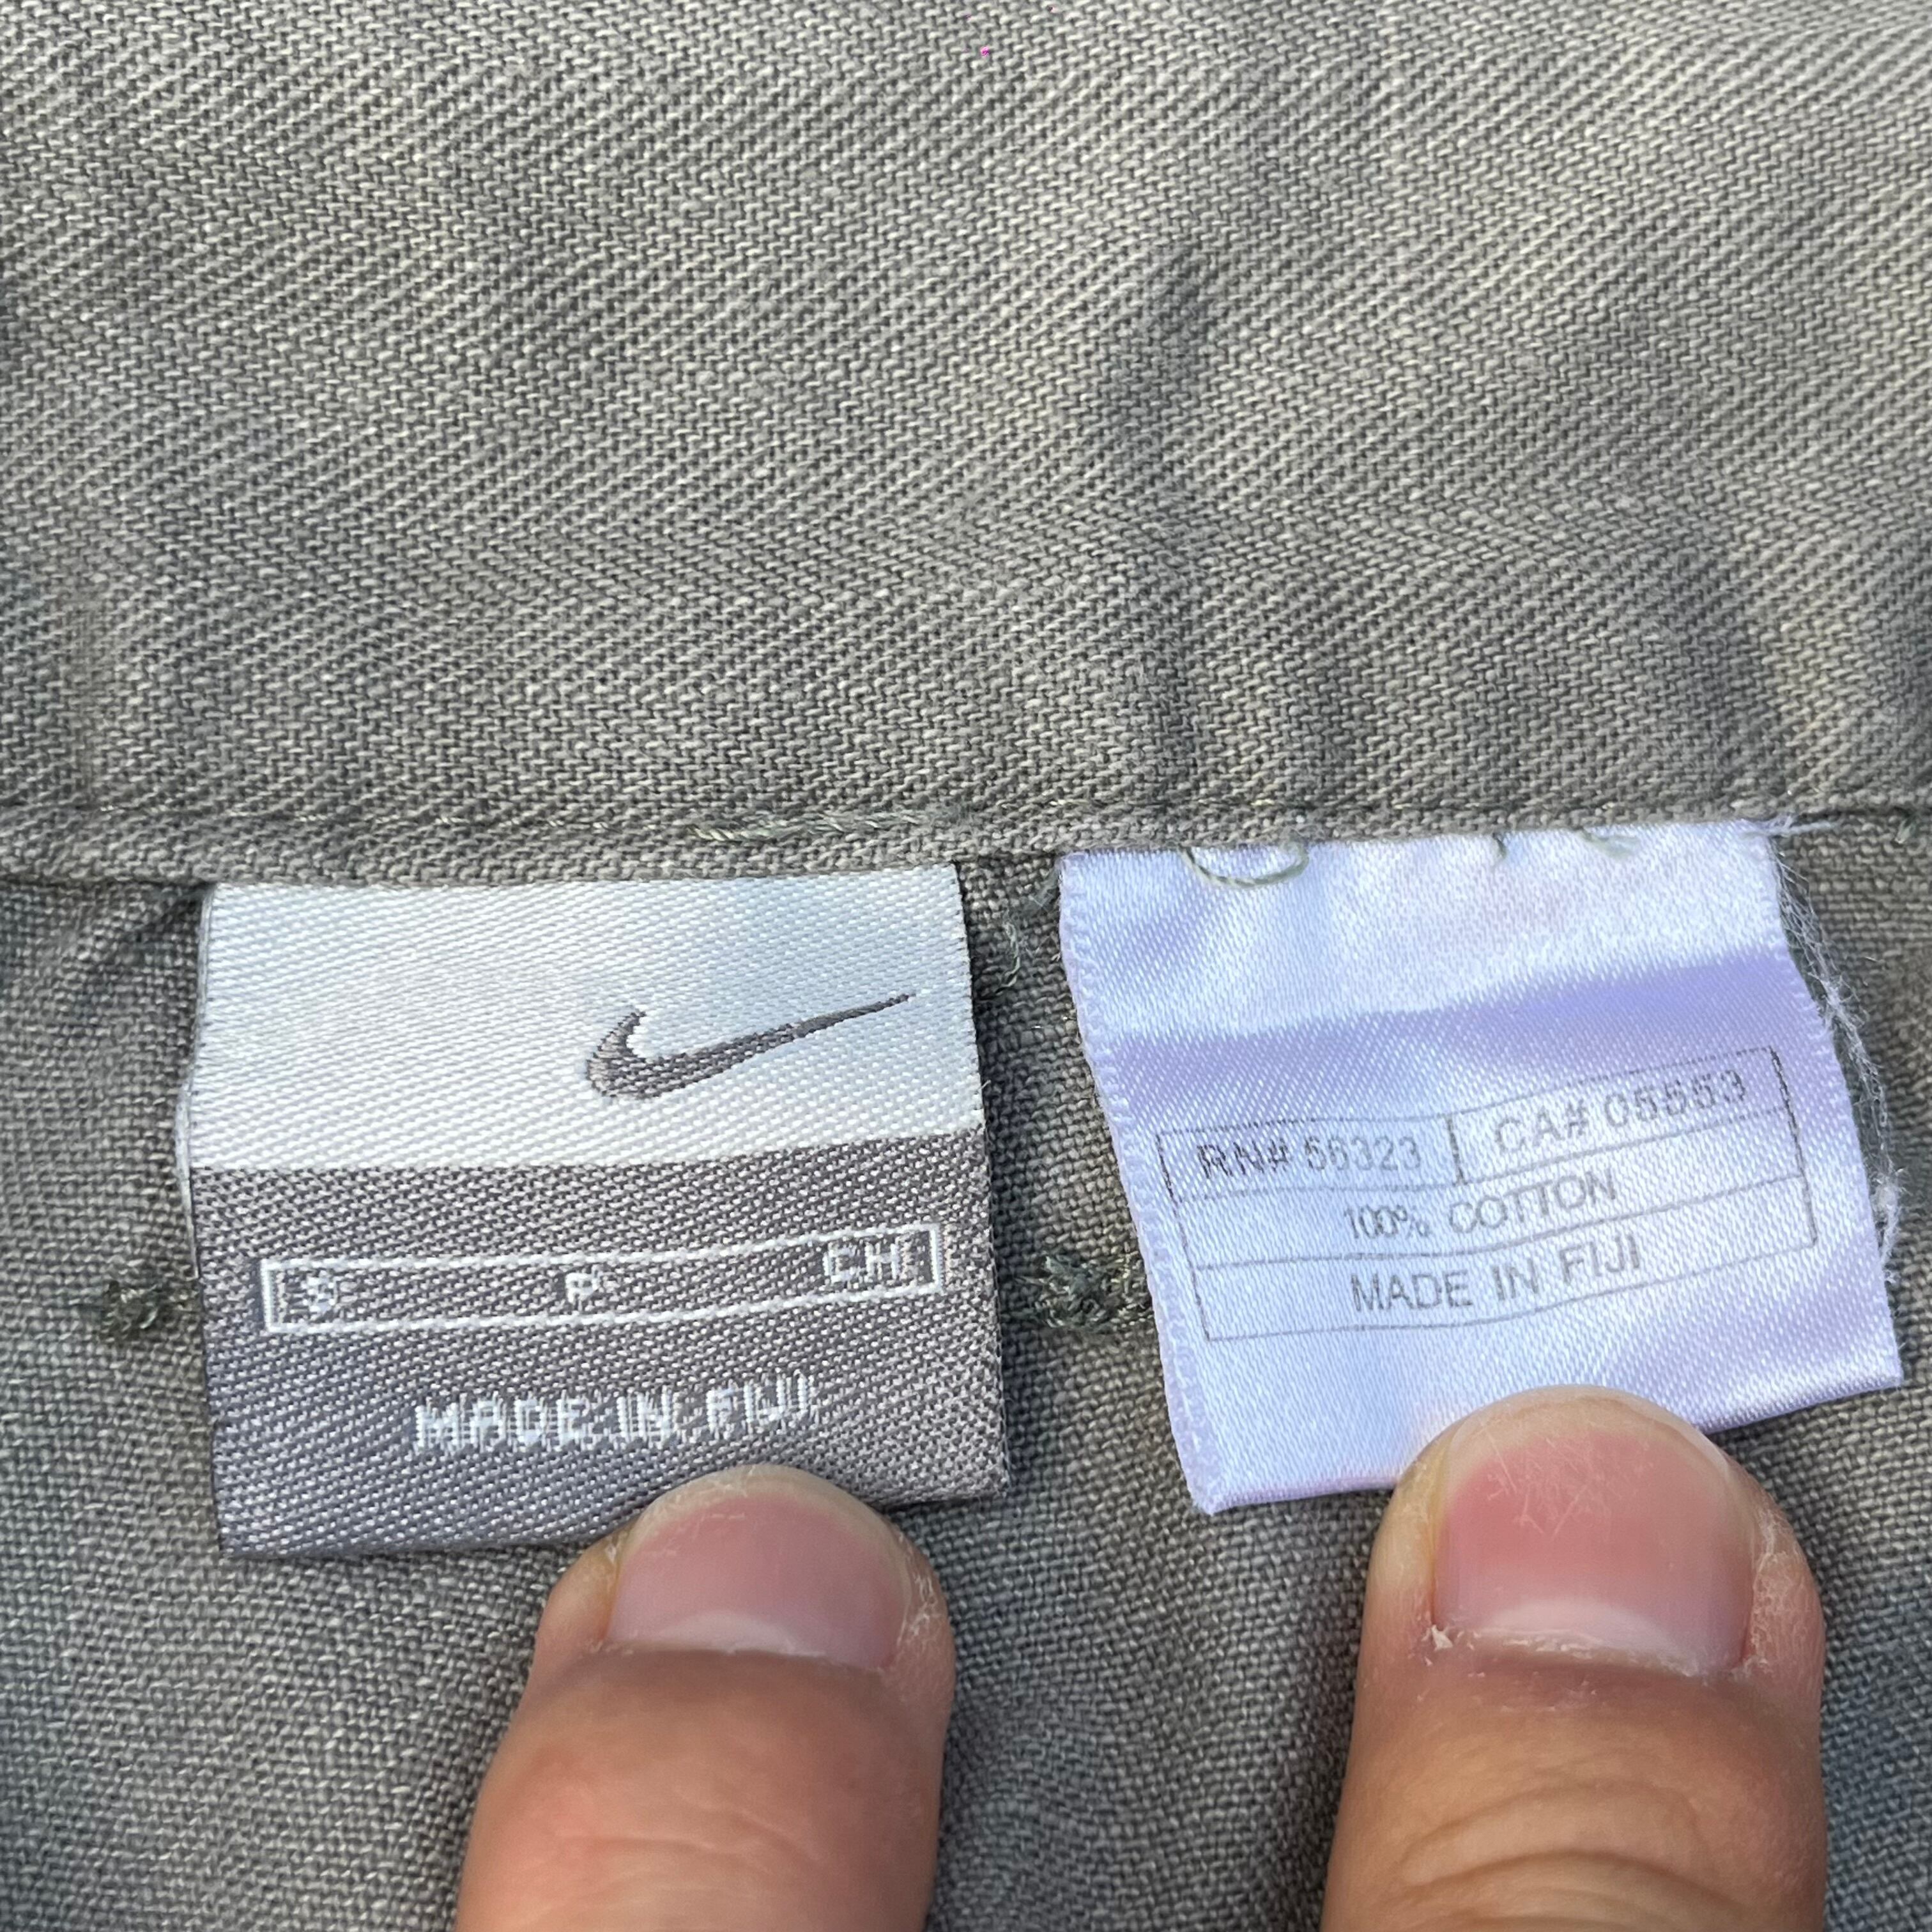 S P CH
MADE IN FIJI
RN# 56323 CA# 05553
100% COTTON
MADE IN FIJI